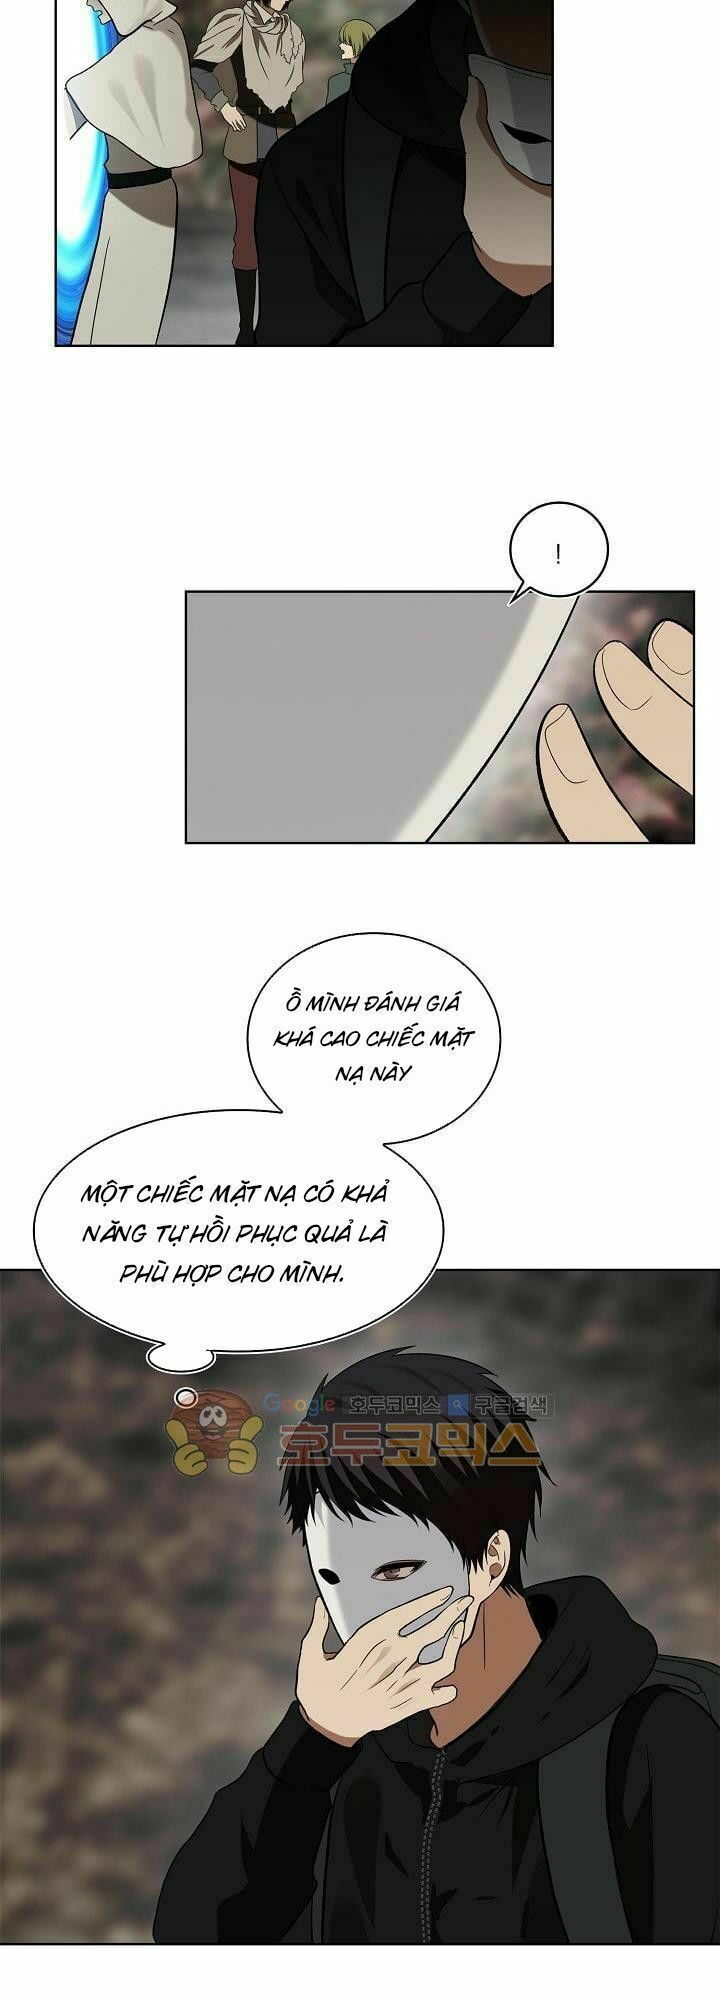 !
Ồ MÌNH ĐÁNH GIÁ
KHÁ CAO CHIẾC MẶT
NẠ NÀY
MỘT CHIẾC MẶT NẠ CÓ KHẢ
NĂNG TỰ HỒI PHỤC QUẢ LÀ
PHÙ HỢP CHO MÌNH.
Google 호두코믹스 구글검색
호두코믹스